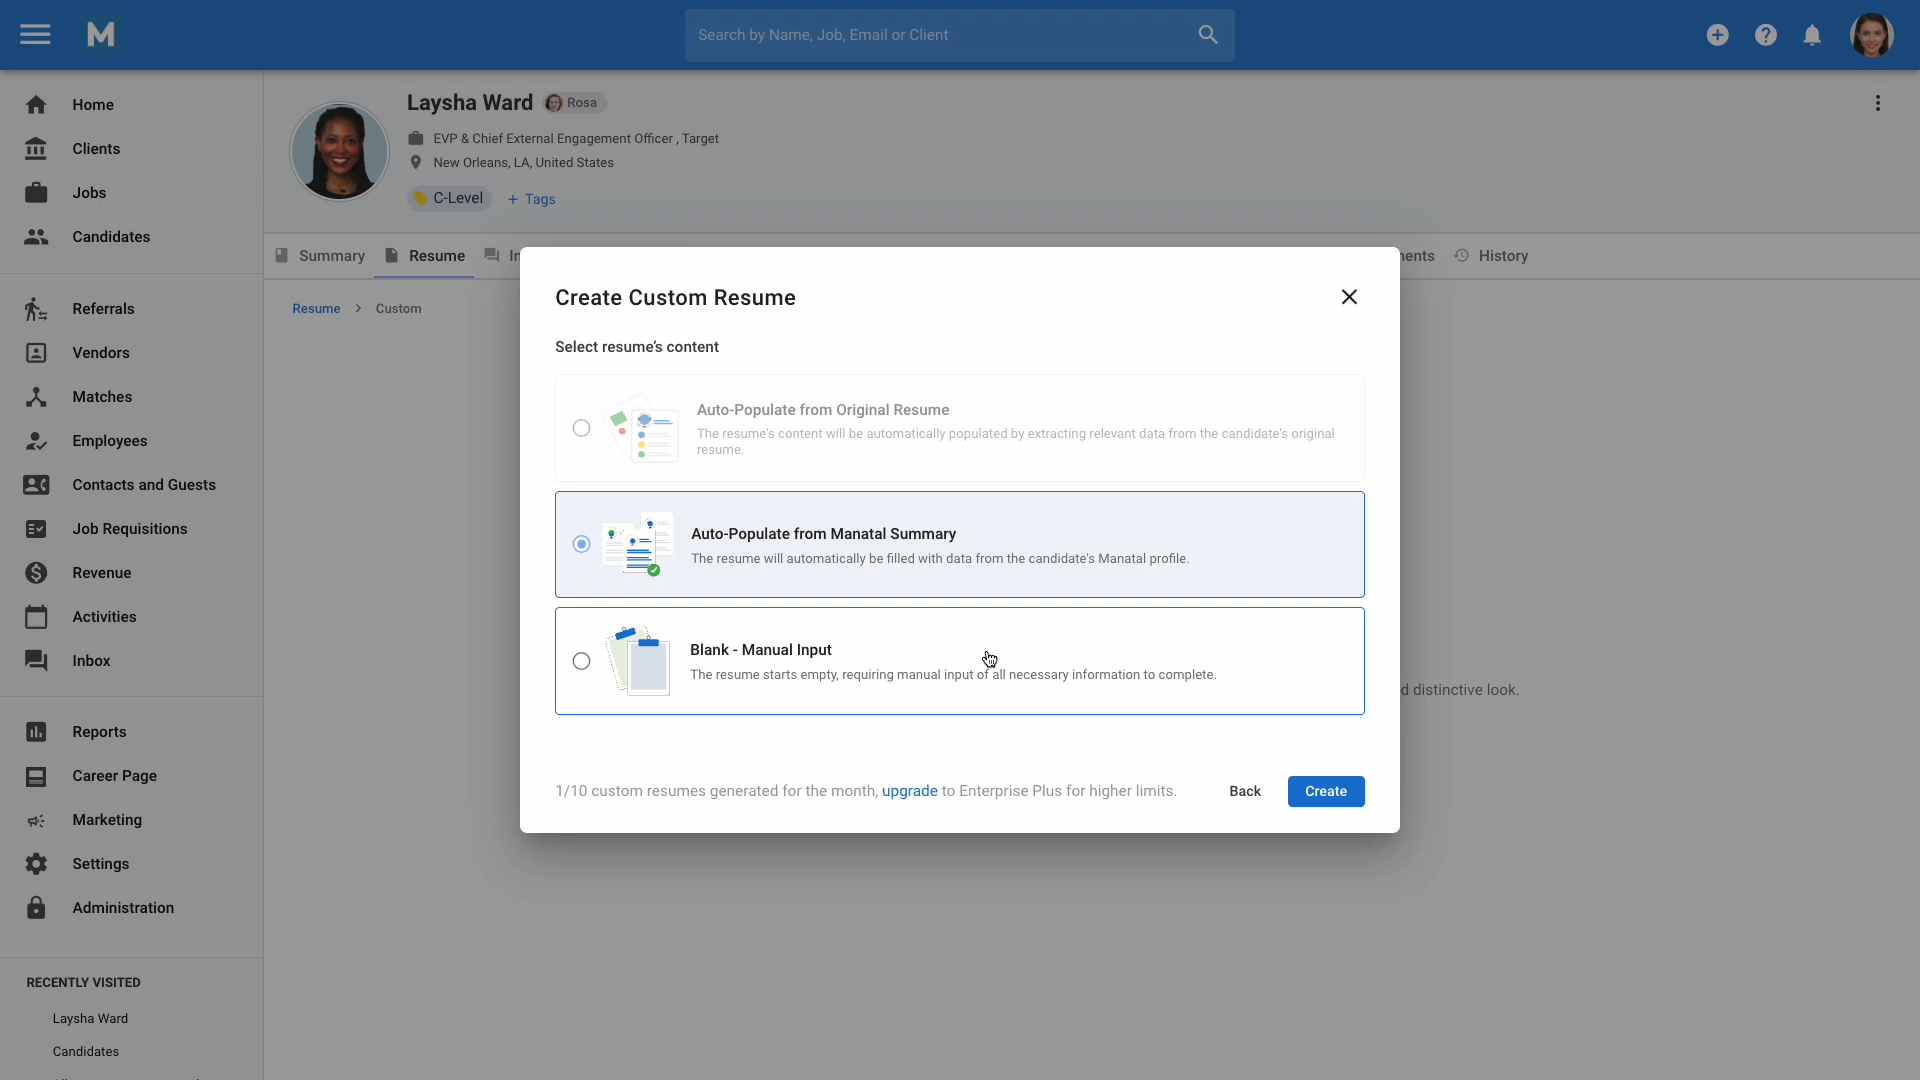 M
Search by Name, Job, Email or Client
Home
Clients
Jobs
Candidates
Referrals
Vendors
Matches
Employees
Contacts and Guests
Job Requisitions
Revenue
Activities
Inbox
Reports
Career Page
Marketing
Settings
Administration
RECENTLY VISITED
Laysha Ward
Candidates
Laysha Ward Rosa
EVP & Chief External Engagement Officer , Target
New Orleans, LA, United States
C-Level + Tags
Summary Resume History
Resume > Custom
d distinctive look.
Create Custom Resume
Select resume's content
Auto-Populate from Original Resume
The resume's content will be automatically populated by extracting relevant data from the candidate's original
resume.
Auto-Populate from Manatal Summary
The resume will automatically be filled with data from the candidate's Manatal profile.
Blank - Manual Input
The resume starts empty, requiring manual input of all necessary information to complete.
1/10 custom resumes generated for the month, upgrade to Enterprise Plus for higher limits. Back Create